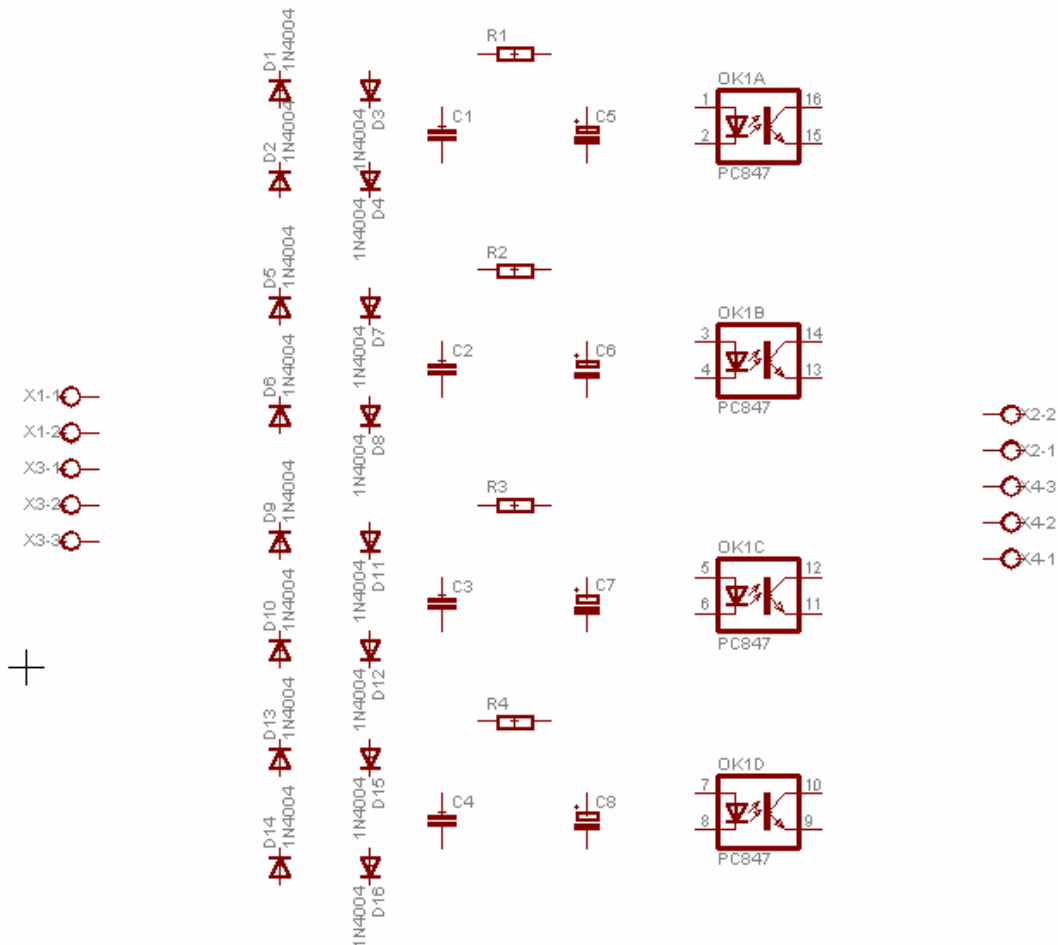 D1
1N4004
D3
1N4004
D2
1N4004
D4
1N4004
R1
C1
C5
OK1A
1
16
2
15
PC847
D5
1N4004
D7
1N4004
D6
1N4004
D8
1N4004
R2
C2
C6
OK1B
3
14
4
13
PC847
X1-1
X1-2
X3-1
X3-2
X3-3
X2-2
X2-1
X4-3
X4-2
X4-1
D9
1N4004
D11
1N4004
D10
1N4004
D12
1N4004
R3
C3
C7
OK1C
5
12
6
11
PC847
D13
1N4004
D15
1N4004
D14
1N4004
D16
1N4004
R4
C4
C8
OK1D
7
10
8
9
PC847